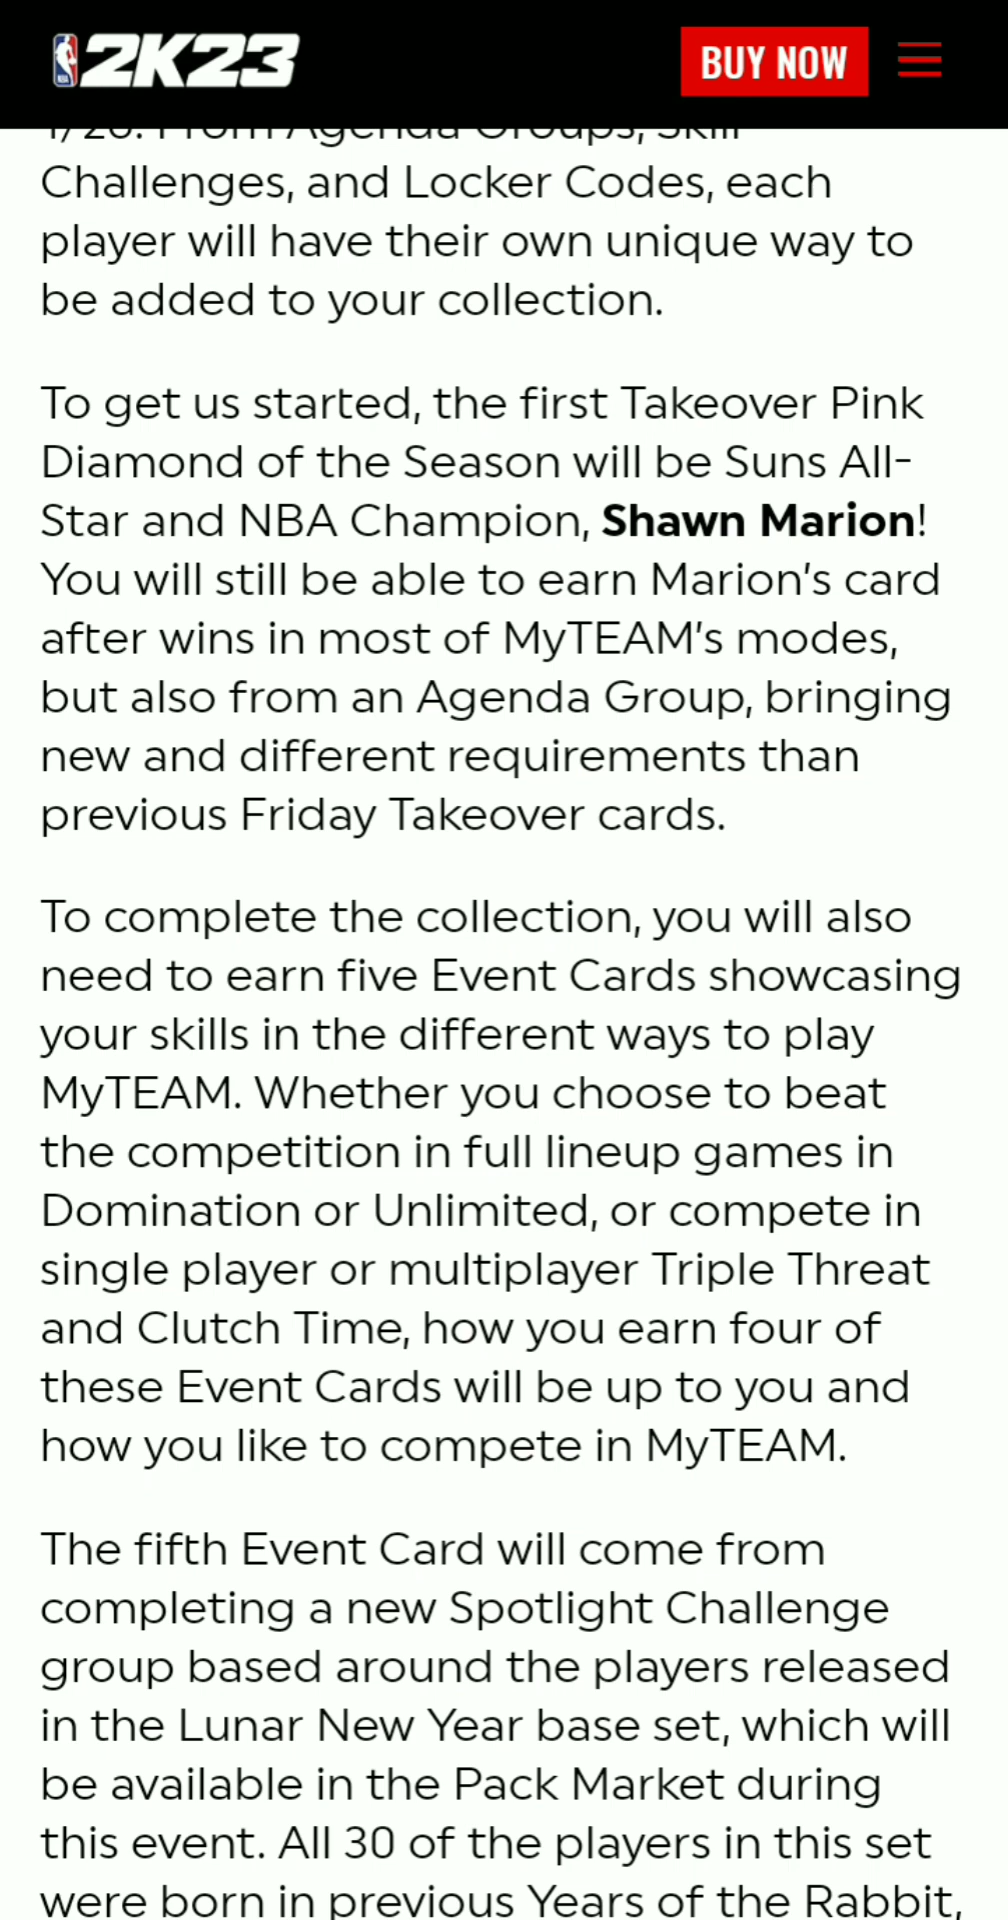 NBA 2K23
BUY NOW
1/20. From Agenda Groups, Skill
Challenges, and Locker Codes, each
player will have their own unique way to
be added to your collection.
To get us started, the first Takeover Pink
Diamond of the Season will be Suns All-
Star and NBA Champion, Shawn Marion!
You will still be able to earn Marion's card
after wins in most of MyTEAM's modes,
but also from an Agenda Group, bringing
new and different requirements than
previous Friday Takeover cards.
To complete the collection, you will also
need to earn five Event Cards showcasing
your skills in the different ways to play
MyTEAM. Whether you choose to beat
the competition in full lineup games in
Domination or Unlimited, or compete in
single player or multiplayer Triple Threat
and Clutch Time, how you earn four of
these Event Cards will be up to you and
how you like to compete in MyTEAM.
The fifth Event Card will come from
completing a new Spotlight Challenge
group based around the players released
in the Lunar New Year base set, which will
be available in the Pack Market during
this event. All 30 of the players in this set
were born in previous Years of the Rabbit,